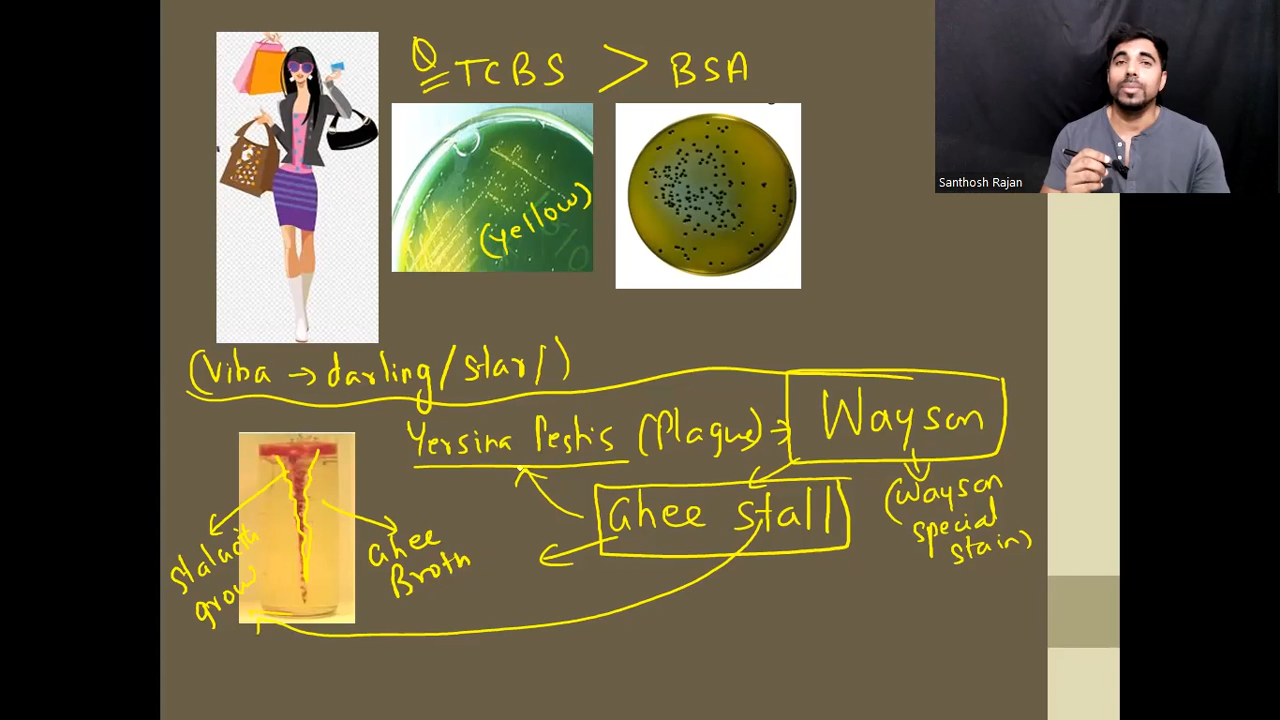 Q TCBS > BSA
Santhosh Rajan
(yellow)
(Viba → darling/star/)
Yersina Pestis (Plague) → Wayson
Ghee stall
(Wayson
special
stain)
stalactite
grow
Ghee
Broth